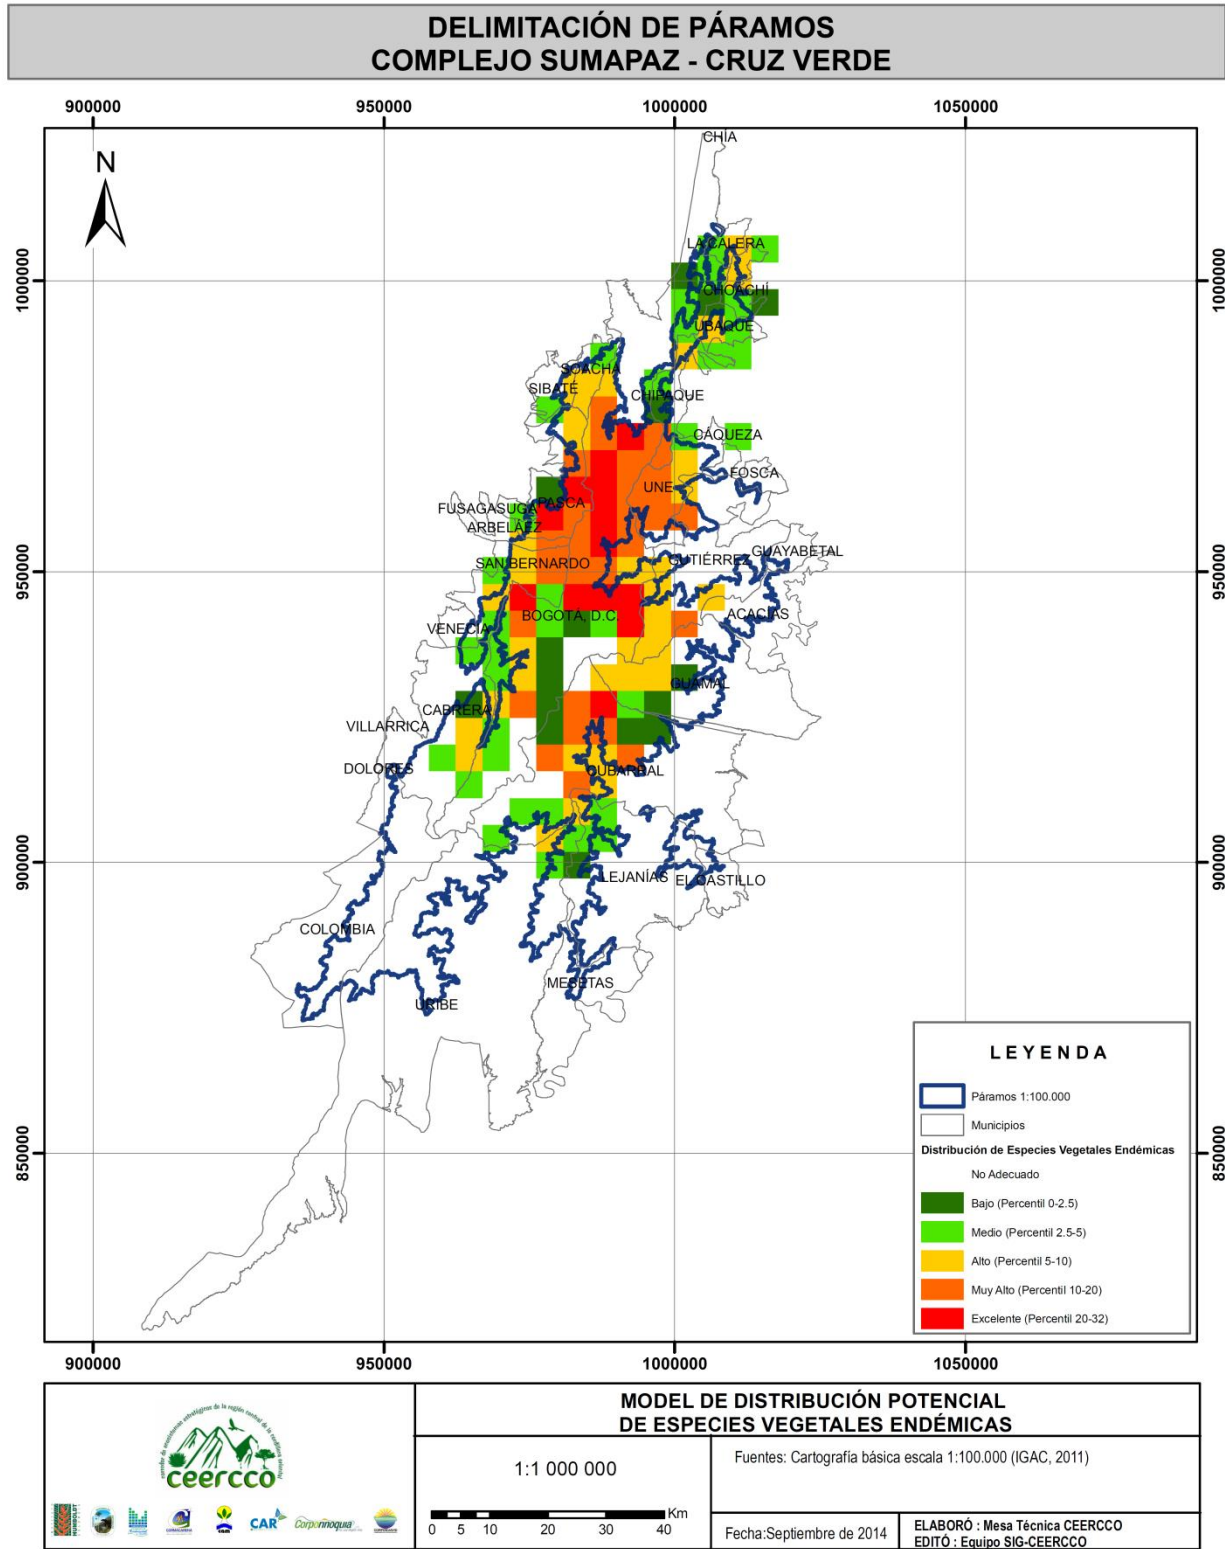 DELIMITACIÓN DE PÁRAMOS
COMPLEJO SUMAPAZ - CRUZ VERDE
900000
950000
1000000
1050000
N
CHÍA
LA CALERA
1000000
1000000
CHOACHÍ
UBAQUE
SOACHA
SIBATÉ
CHIPAQUE
CÁQUEZA
FOSCA
UNE
PASCA
FUSAGASUGÁ
ARBELÁEZ
GUAYABETAL
GUTIÉRREZ
SAN BERNARDO
950000
950000
BOGOTÁ, D.C.
ACACÍAS
VENECIA
GUAMAL
CABRERA
VILLARRICA
DOLORES
CUBARRAL
900000
900000
LEJANÍAS
EL CASTILLO
COLOMBIA
MESETAS
URIBE
LEYENDA
Páramos 1:100.000
Municipios
Distribución de Especies Vegetales Endémicas
No Adecuado
Bajo (Percentil 0-2.5)
Medio (Percentil 2.5-5)
Alto (Percentil 5-10)
Muy Alto (Percentil 10-20)
Excelente (Percentil 20-32)
850000
850000
900000
950000
1000000
1050000
ceercco
HUMBOLDT
CAR
Corporinoquia
MODEL DE DISTRIBUCIÓN POTENCIAL
DE ESPECIES VEGETALES ENDÉMICAS
1:1 000 000
Km
0 5 10 20 30 40
Fuentes: Cartografía básica escala 1:100.000 (IGAC, 2011)
Fecha:Septiembre de 2014
ELABORÓ : Mesa Técnica CEERCCO
EDITÓ : Equipo SIG-CEERCCO